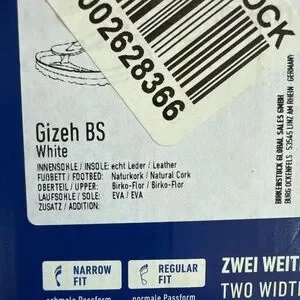 OCK
0002628366
Gizeh BS
White
INNENSOHLE / INSOLE: echt Leder / Leather
FUßBETT / FOOTBED: Naturkork / Natural Cork
OBERTEIL / UPPER: Birko-Flor / Birko-Flor
LAUFSOHLE / SOLE: EVA / EVA
ZUSATZ / ADDITION:
BIRKENSTOCK GLOBAL SALES GMBH
BURG OCKENFELS · 53545 LINZ AM RHEIN · GERMANY
NARROW
FIT
REGULAR
FIT
schmale Passform
normale Passform
ZWEI WEIT
TWO WIDTH